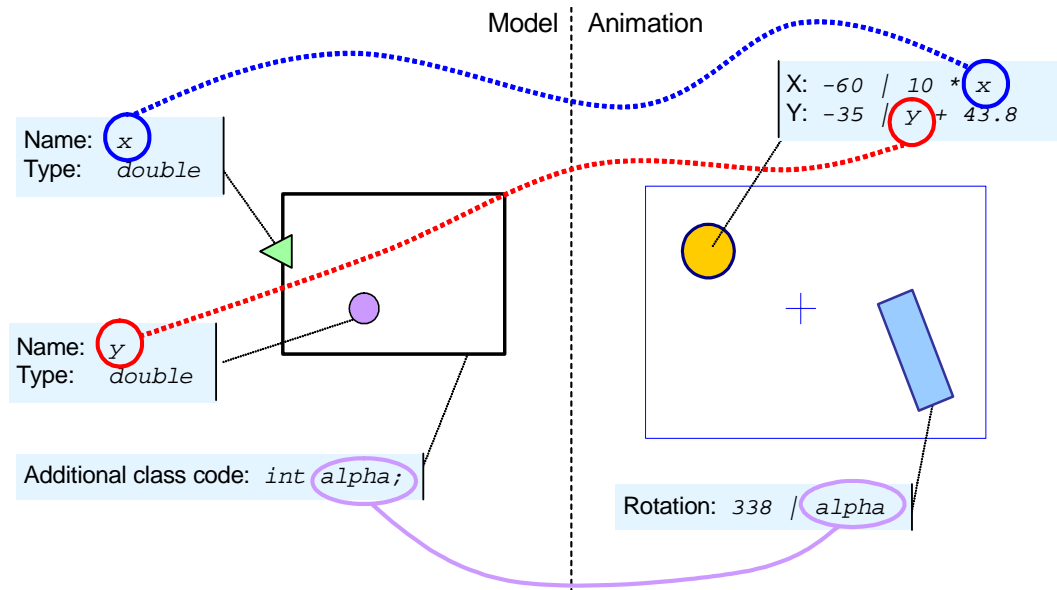 Model
Animation
X: -60 | 10 * x
Y: -35 | y + 43.8
Name: x
Type: double
Name: y
Type: double
Additional class code: int alpha;
Rotation: 338 | alpha